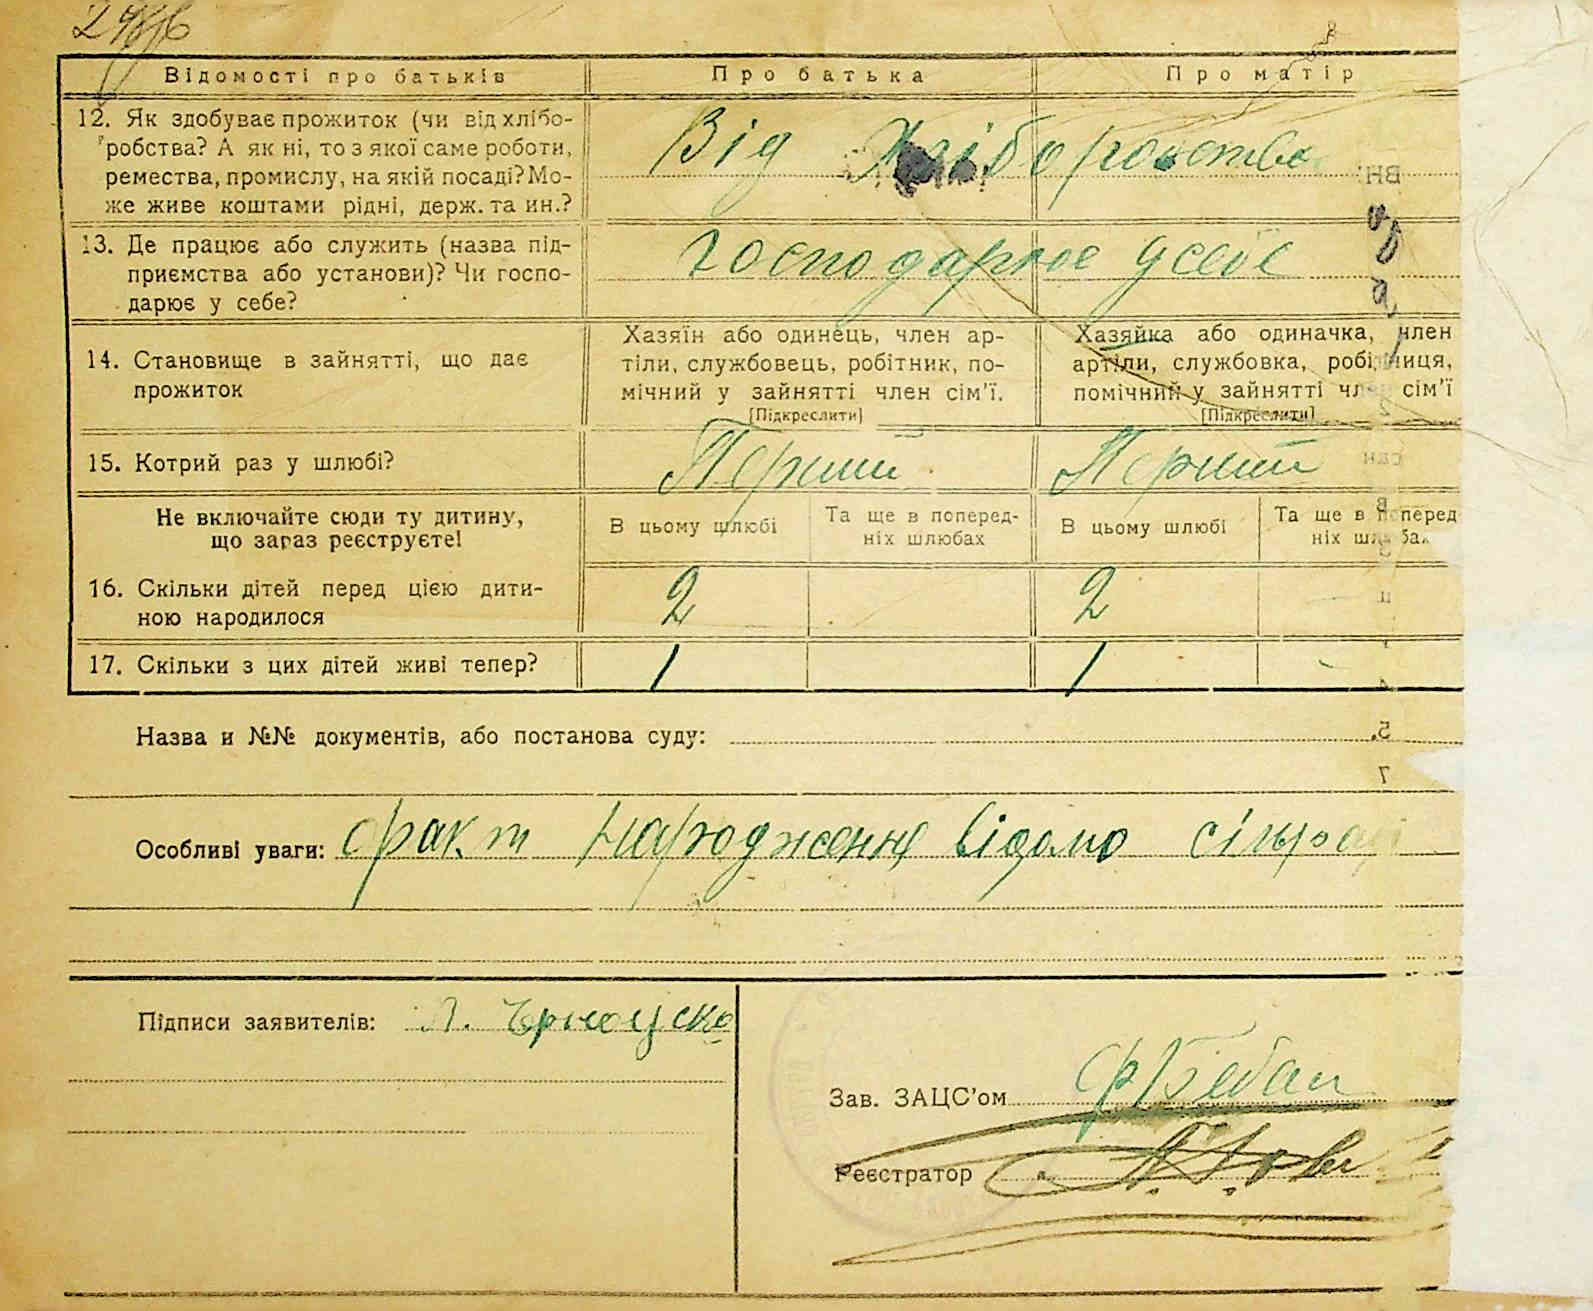 Відомості про батьків Про батька Про матір
12. Як здобуває прожиток (чи від хлібо-
робства? А як ні, то з якої саме роботи,
ремества, промислу, на якій посаді? Мо-
же живе коштами рідні, держ. та ин.?
Від Хліборобства
13. Де працює або служить (назва під-
приємства або установи)? Чи госпо-
дарює у себе?
Господарює у себе
14. Становище в зайнятті, що дає
прожиток
Хазяїн або одинець, член ар-
тіли, службовець, робітник, по-
мічний у зайнятті член сім'ї.
[Підкреслити]
Хазяйка або одиначка, член
артіли, службовка, робітниця,
помічний у зайнятті член сім'ї
[Підкреслити]
15. Котрий раз у шлюбі? Перший Перший
Не включайте сюди ту дитину,
що зараз реєструєте!
В цьому шлюбі
Та ще в поперед-
ніх шлюбах
В цьому шлюбі
Та ще в поперед
ніх шлюбах
16. Скільки дітей перед цією дити-
ною народилося
2 2
17. Скільки з цих дітей живі тепер? 1 1
Назва и №№ документів, або постанова суду:
Особливі уваги: факт народження відомо сільраді
Підписи заявителів:
Зав. ЗАЦС'ом
Реєстратор